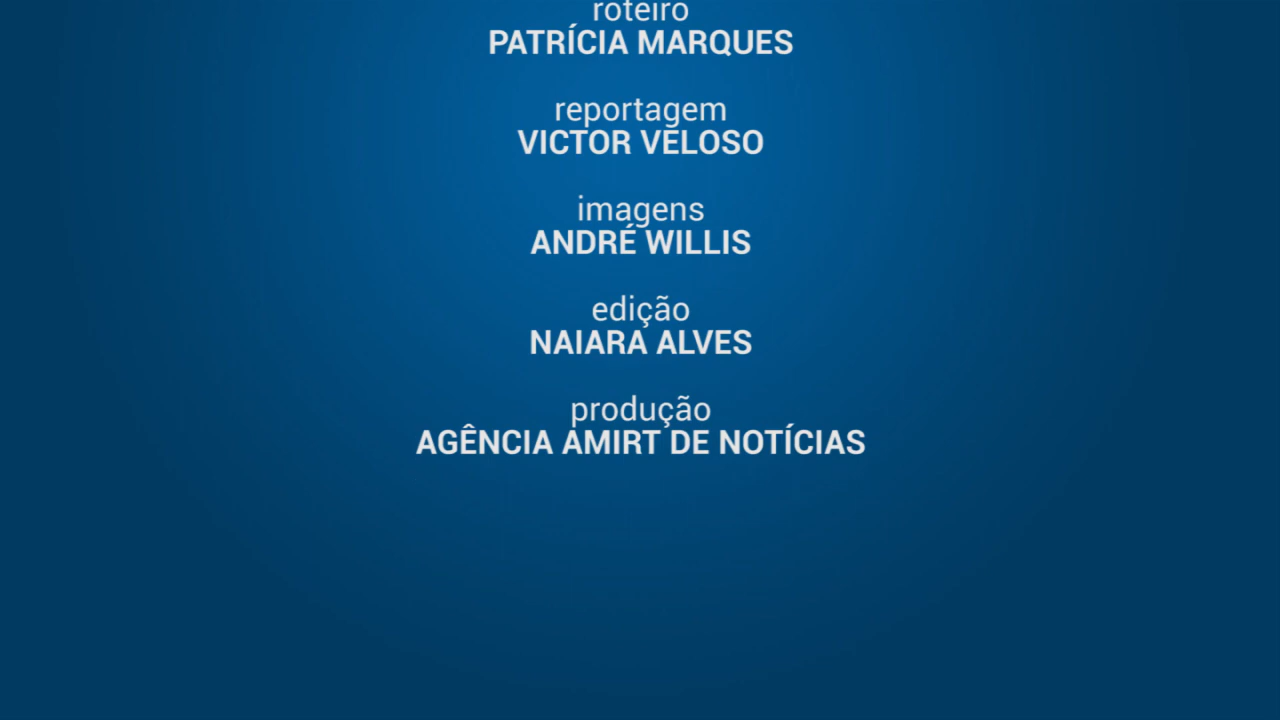 roteiro
PATRÍCIA MARQUES
reportagem
VICTOR VELOSO
imagens
ANDRÉ WILLIS
edição
NAIARA ALVES
produção
AGÊNCIA AMIRT DE NOTÍCIAS